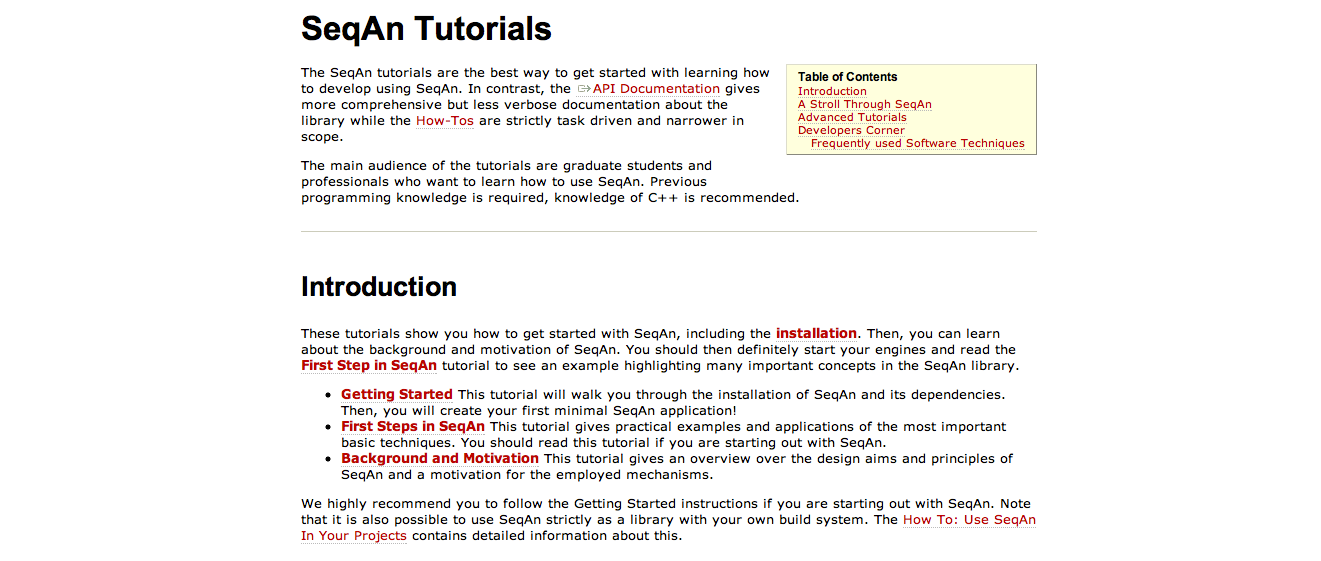 SeqAn Tutorials
The SeqAn tutorials are the best way to get started with learning how
to develop using SeqAn. In contrast, the API Documentation gives
more comprehensive but less verbose documentation about the
library while the How-Tos are strictly task driven and narrower in
scope.
The main audience of the tutorials are graduate students and
professionals who want to learn how to use SeqAn. Previous
programming knowledge is required, knowledge of C++ is recommended.
Table of Contents
Introduction
A Stroll Through SeqAn
Advanced Tutorials
Developers Corner
Frequently used Software Techniques
Introduction
These tutorials show you how to get started with SeqAn, including the installation. Then, you can learn
about the background and motivation of SeqAn. You should then definitely start your engines and read the
First Step in SeqAn tutorial to see an example highlighting many important concepts in the SeqAn library.
• Getting Started This tutorial will walk you through the installation of SeqAn and its dependencies.
Then, you will create your first minimal SeqAn application!
• First Steps in SeqAn This tutorial gives practical examples and applications of the most important
basic techniques. You should read this tutorial if you are starting out with SeqAn.
• Background and Motivation This tutorial gives an overview over the design aims and principles of
SeqAn and a motivation for the employed mechanisms.
We highly recommend you to follow the Getting Started instructions if you are starting out with SeqAn. Note
that it is also possible to use SeqAn strictly as a library with your own build system. The How To: Use SeqAn
In Your Projects contains detailed information about this.